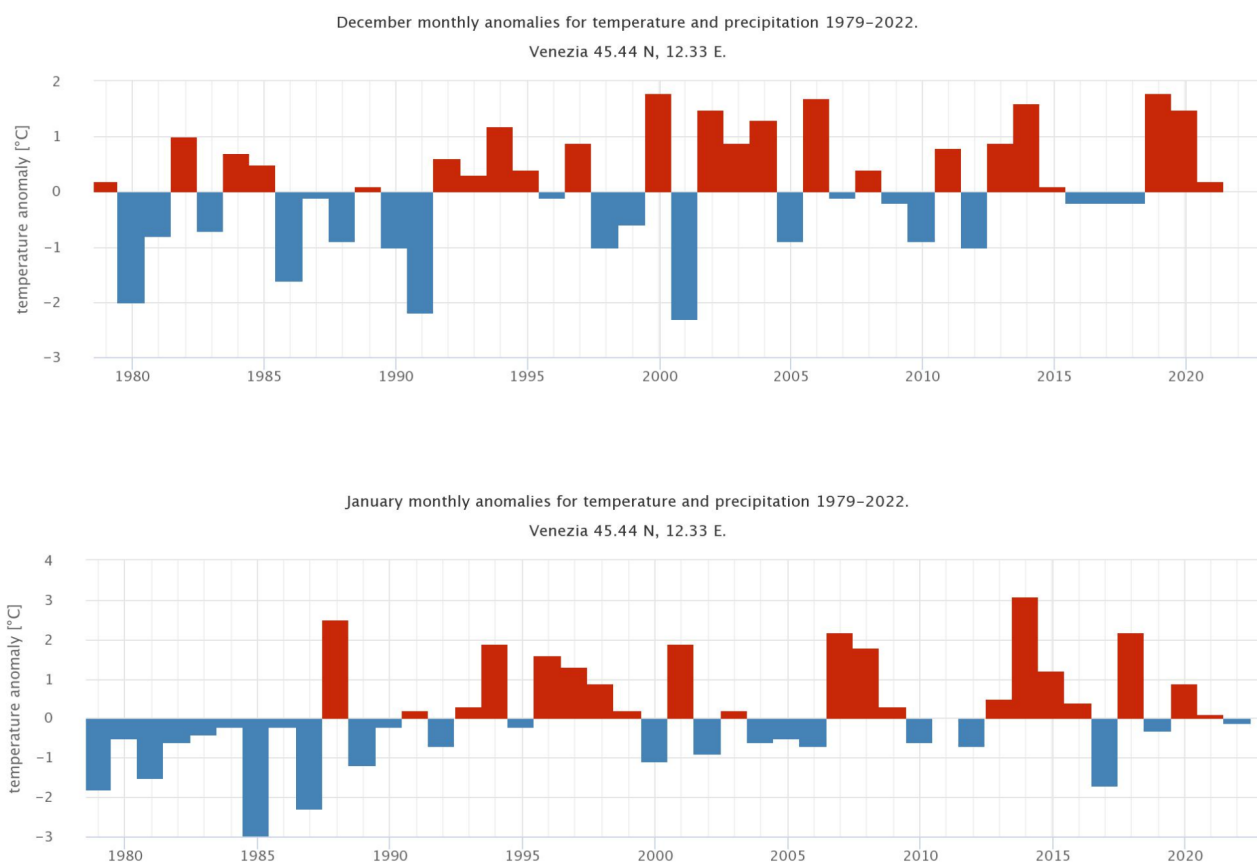 December monthly anomalies for temperature and precipitation 1979–2022.
Venezia 45.44 N, 12.33 E.
temperature anomaly [°C]
2
1
0
−1
−2
−3
1980 1985 1990 1995 2000 2005 2010 2015 2020
January monthly anomalies for temperature and precipitation 1979–2022.
Venezia 45.44 N, 12.33 E.
temperature anomaly [°C]
4
3
2
1
0
−1
−2
−3
1980 1985 1990 1995 2000 2005 2010 2015 2020